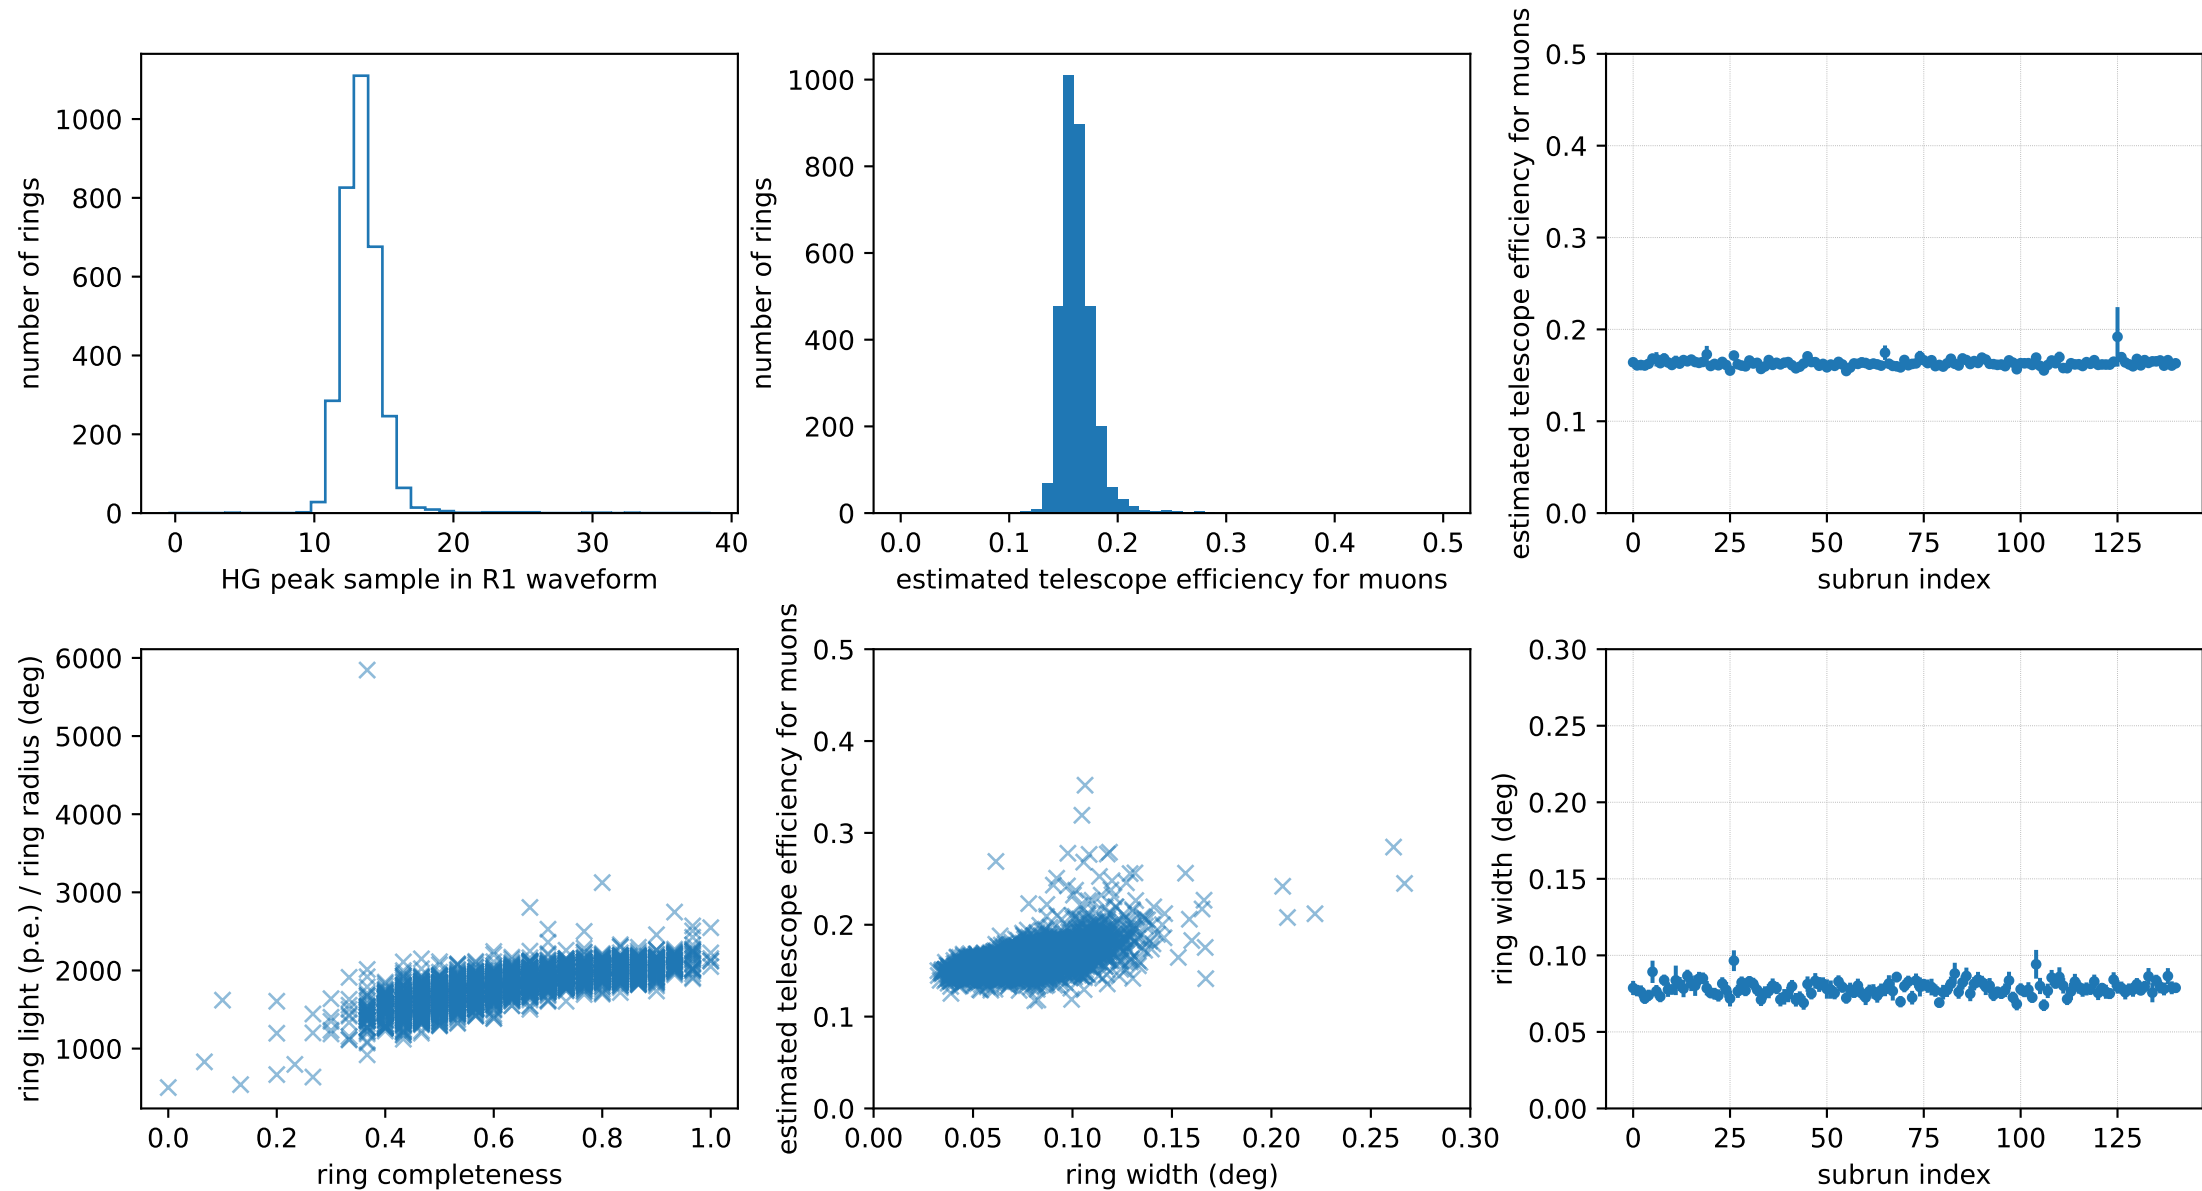 number of rings
1000
800
600
400
200
0
0 10 20 30 40
HG peak sample in R1 waveform
number of rings
1000
800
600
400
200
0
0.0 0.1 0.2 0.3 0.4 0.5
estimated telescope efficiency for muons
estimated telescope efficiency for muons
0.5
0.4
0.3
0.2
0.1
0.0
0 25 50 75 100 125
subrun index
ring light (p.e.) / ring radius (deg)
6000
5000
4000
3000
2000
1000
0.0 0.2 0.4 0.6 0.8 1.0
ring completeness
estimated telescope efficiency for muons
0.5
0.4
0.3
0.2
0.1
0.0
0.00 0.05 0.10 0.15 0.20 0.25 0.30
ring width (deg)
ring width (deg)
0.30
0.25
0.20
0.15
0.10
0.05
0.00
0 25 50 75 100 125
subrun index